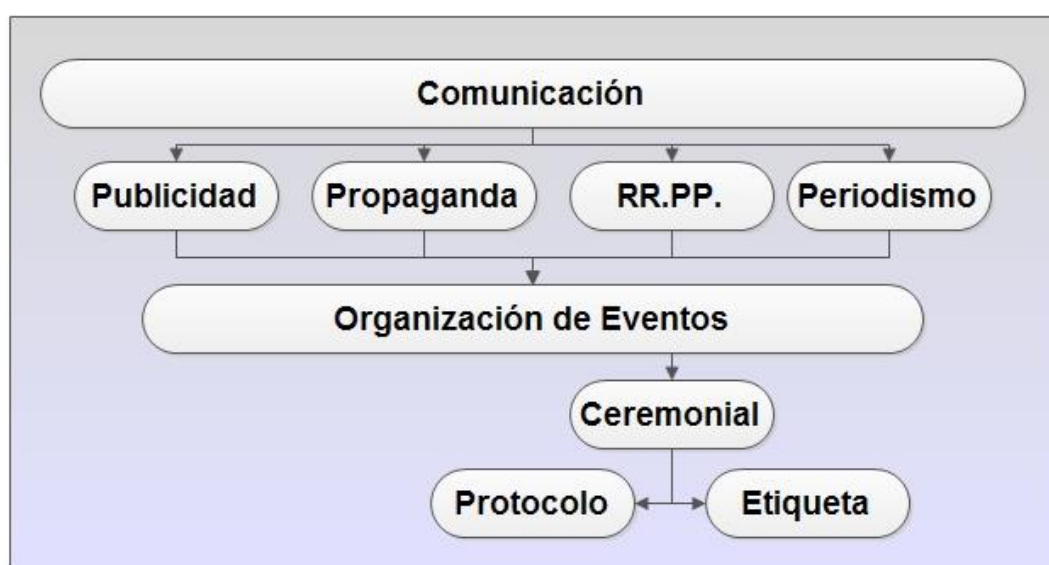 Comunicación
Publicidad
Propaganda
RR.PP.
Periodismo
Organización de Eventos
Ceremonial
Protocolo
Etiqueta